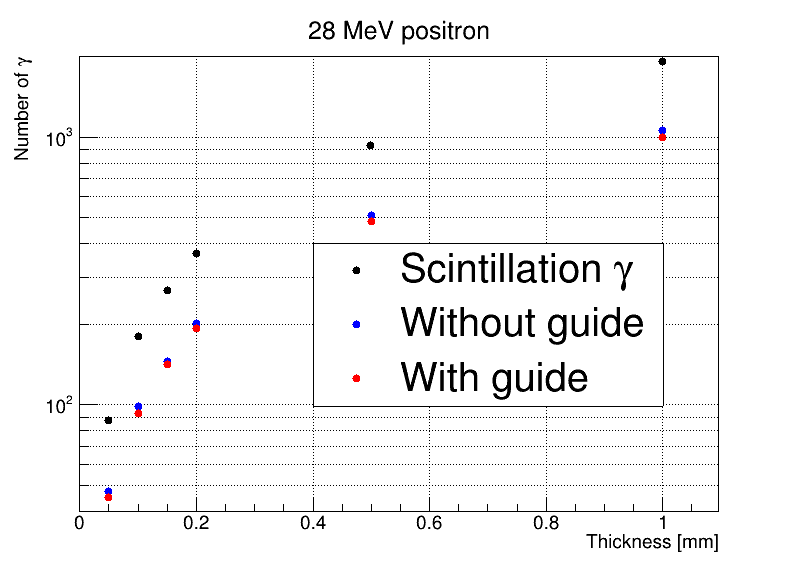 28 MeV positron
Number of γ
10³
10²
Scintillation γ
Without guide
With guide
0 0.2 0.4 0.6 0.8 1
Thickness [mm]